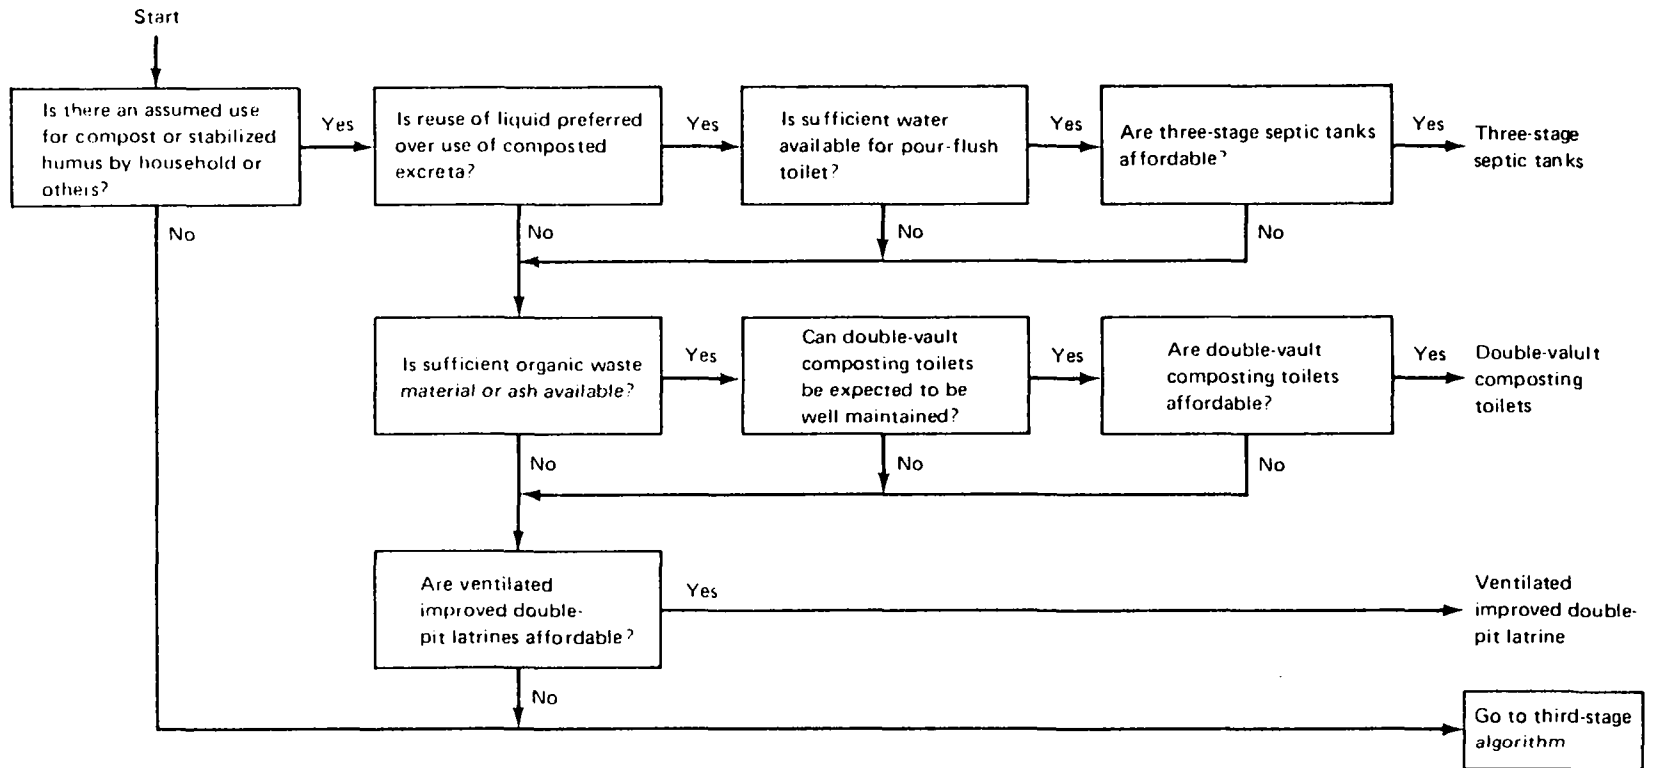 Start
Is there an assumed use
for compost or stabilized
humus by household or
others?
Yes
Is reuse of liquid preferred
over use of composted
excreta?
Yes
Is sufficient water
available for pour-flush
toilet?
Yes
Are three-stage septic tanks
affordable?
Yes
Three-stage
septic tanks
No
No
No
No
Is sufficient organic waste
material or ash available?
Yes
Can double-vault
composting toilets
be expected to be
well maintained?
Yes
Are double-vault
composting toilets
affordable?
Yes
Double-valult
composting
toilets
No
No
No
Are ventilated
improved double-
pit latrines affordable?
Yes
Ventilated
improved double-
pit latrine
No
Go to third-stage
algorithm